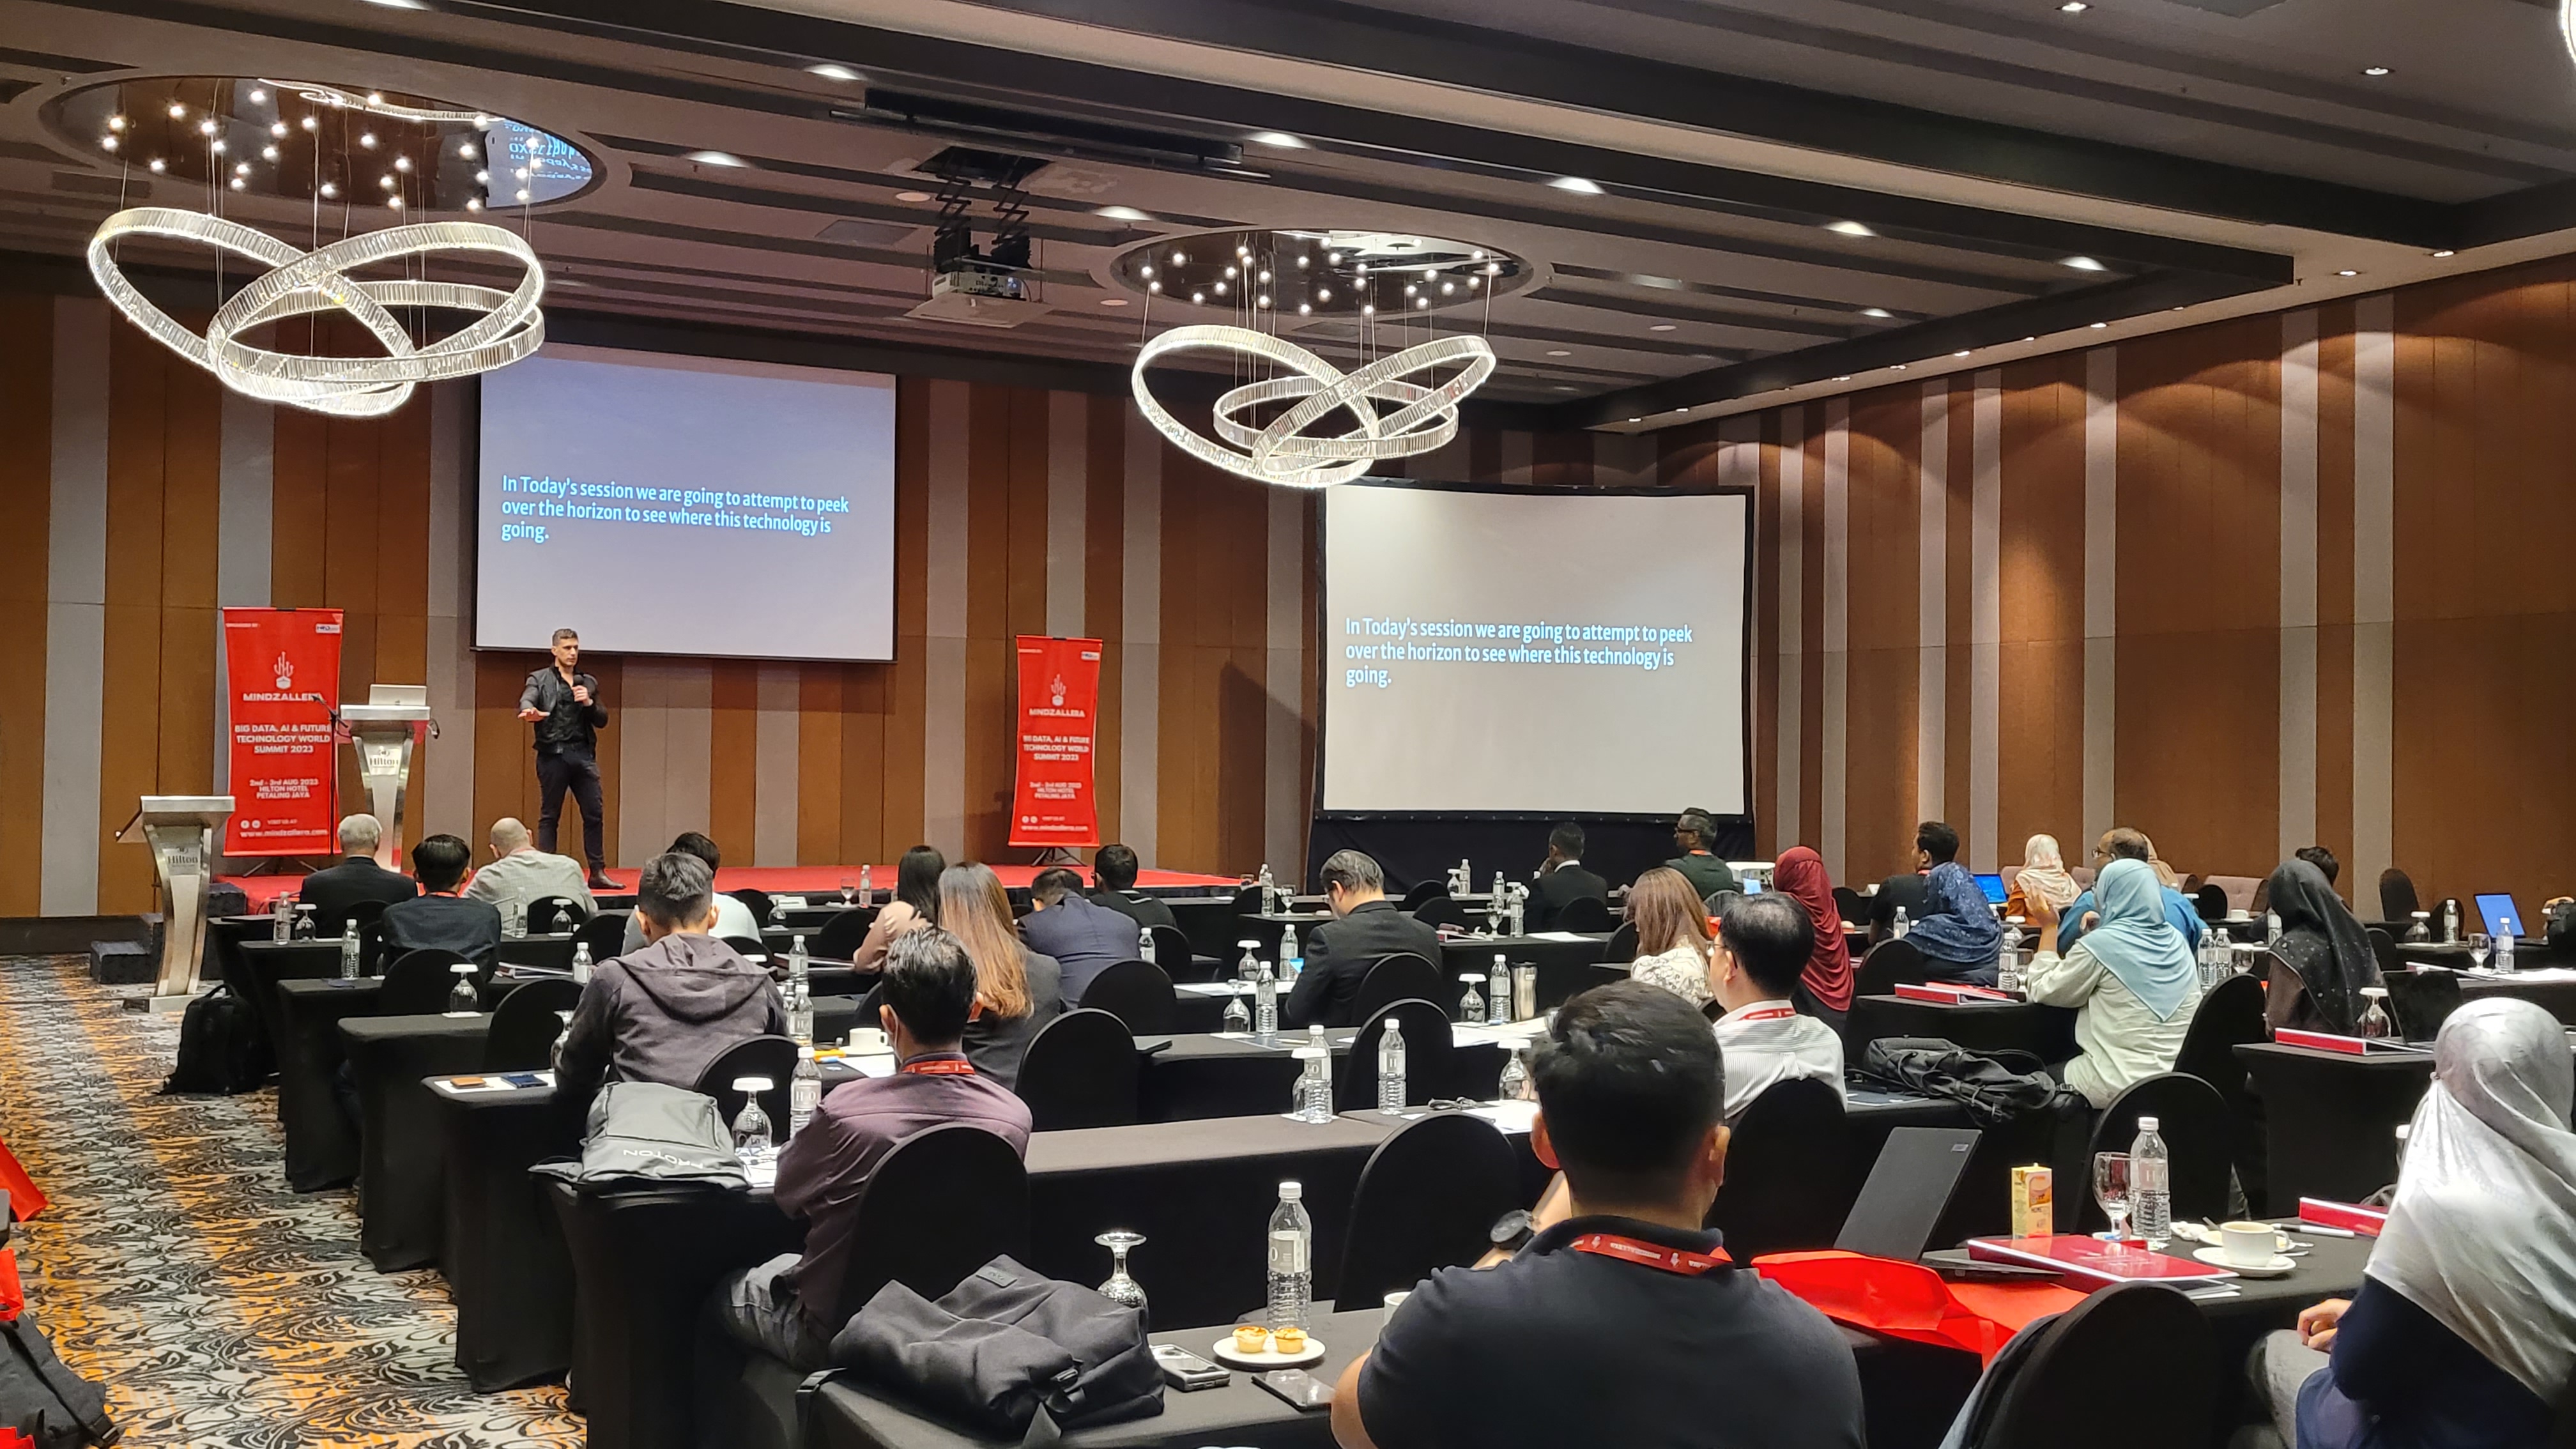 In Today's session we are going to attempt to peek
over the horizon to see where this technology is
going.
In Today's session we are going to attempt to peek
over the horizon to see where this technology is
going.
MINDZALLERA
BIG DATA, AI & FUTURE
TECHNOLOGY WORLD
SUMMIT 2023
2nd - 3rd AUG 2023
HILTON HOTEL
PETALING JAYA
VISIT US AT
www.mindzallera.com
Hilton
Hilton
MINDZALLERA
BIG DATA, AI & FUTURE
TECHNOLOGY WORLD
SUMMIT 2023
2nd - 3rd AUG 2023
HILTON HOTEL
PETALING JAYA
VISIT US AT
www.mindzallera.com
PROTON